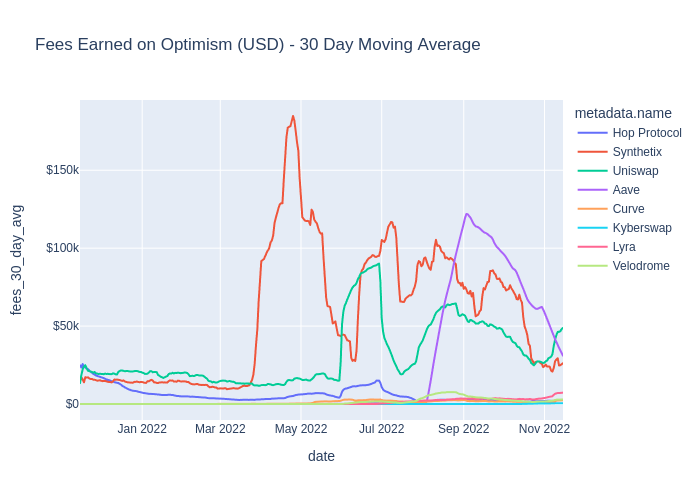 Fees Earned on Optimism (USD) - 30 Day Moving Average
metadata.name
Hop Protocol
Synthetix
Uniswap
Aave
Curve
Kyberswap
Lyra
Velodrome
fees_30_day_avg
$150k
$100k
$50k
$0
Jan 2022 Mar 2022 May 2022 Jul 2022 Sep 2022 Nov 2022
date